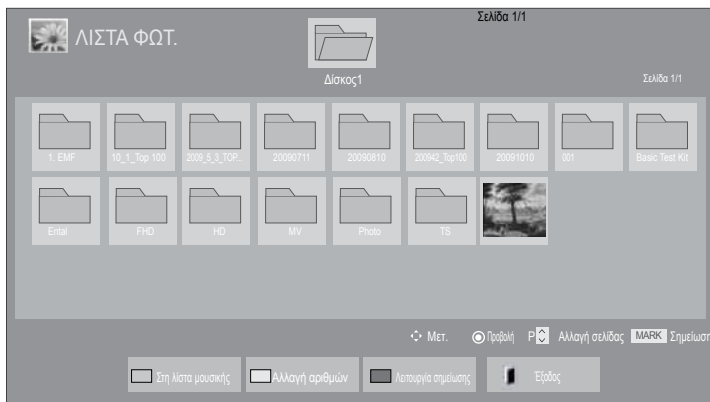 Σελίδα 1/1
ΛΙΣΤΑ ΦΩΤ.
Δίσκος1
Σελίδα 1/1
1. EMF 10_1_Top 100 2009_5_3_TOP... 20090711 20090810 200942_Top100 20091010 001 Basic Test Kit
Ental FHD HD MV Photo TS
Μετ. Προβολή P Αλλαγή σελίδας MARK Σημείωση
Στη λίστα μουσικής Αλλαγή αριθμών Λειτουργία σημείωσης Έξοδος